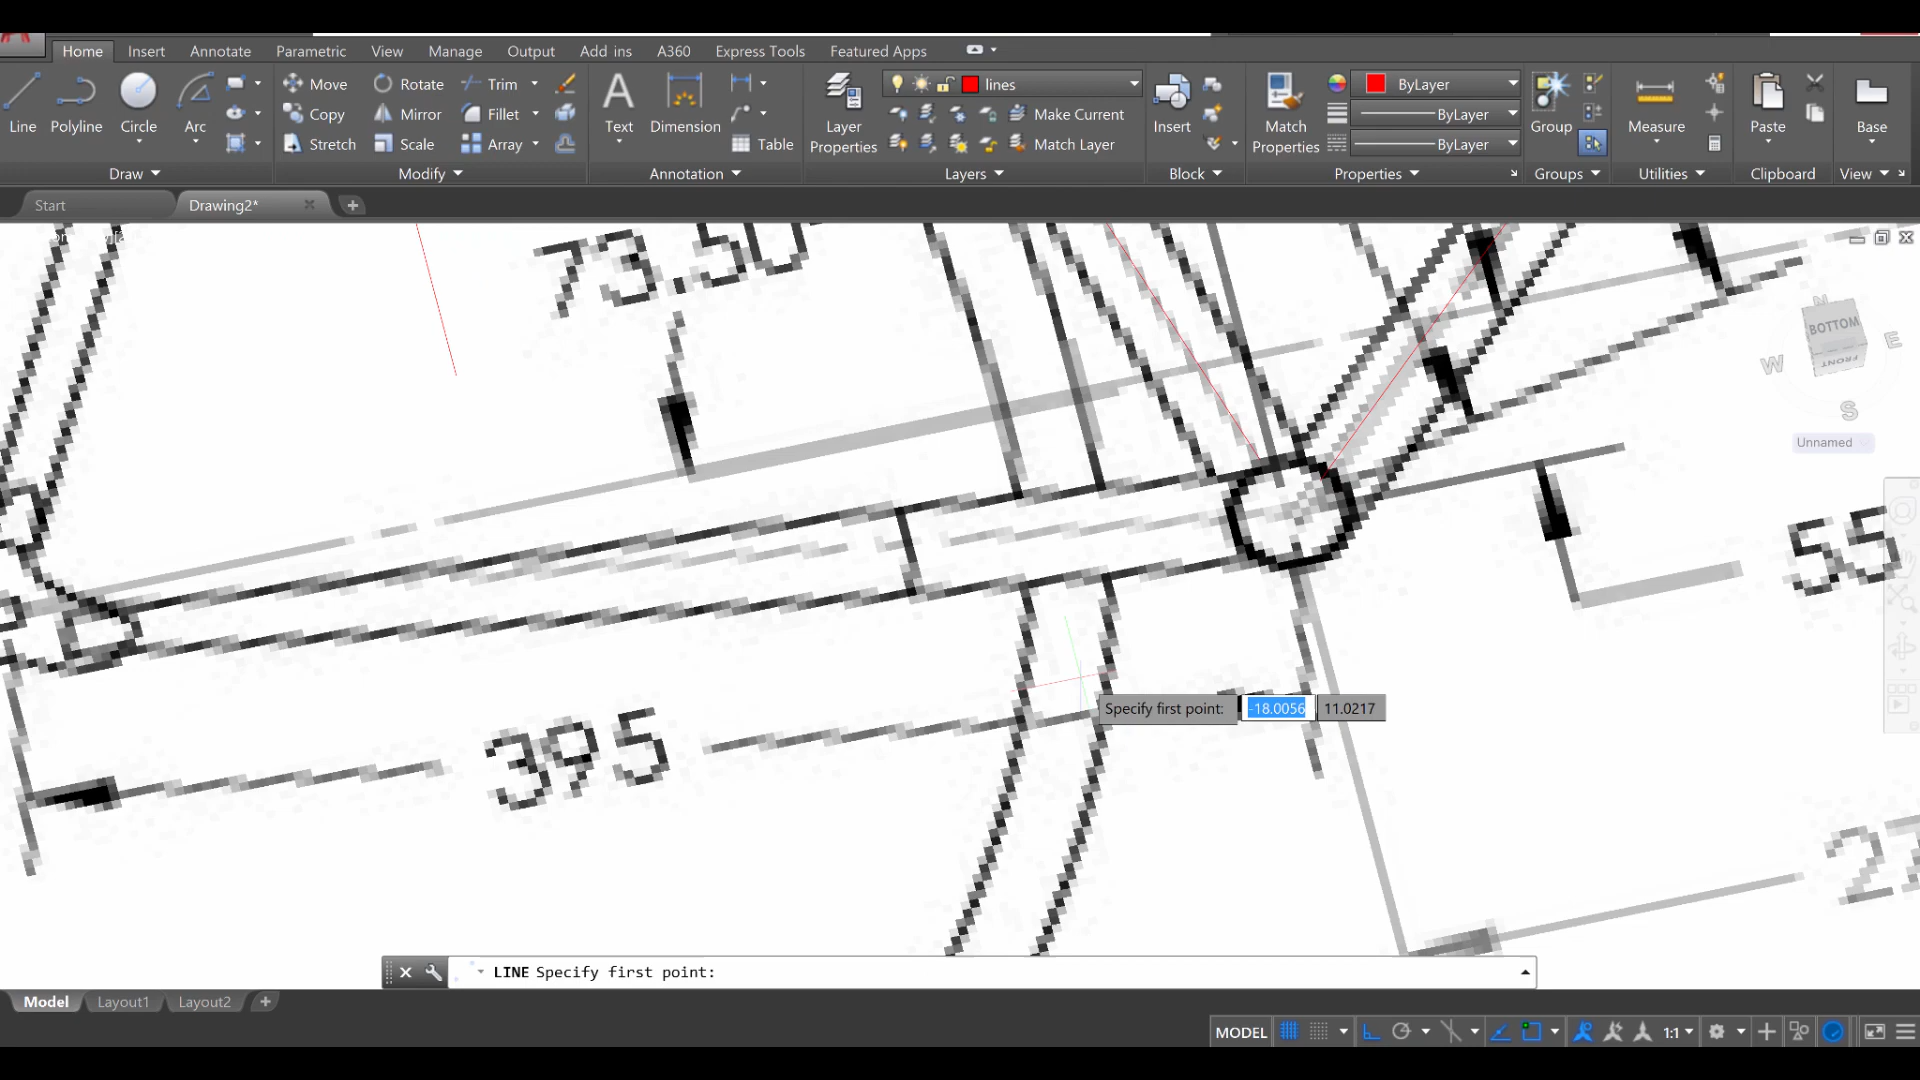 Home Insert Annotate Parametric View Manage Output Add ins A360 Express Tools Featured Apps
Move Rotate Trim lines ByLayer
Copy Mirror Fillet Make Current ByLayer
Line Polyline Circle Arc Text Dimension Layer Properties Insert Match Properties Group Measure Paste Base
Stretch Scale Array Table Match Layer ByLayer
Draw Modify Annotation Layers Block Properties Groups Utilities Clipboard View
Start Drawing2*
73.50
BOTTOM
FRONT
N
E
W
S
Unnamed
55
395
Specify first point: -18.0056 11.0217
LINE Specify first point:
Model Layout1 Layout2
MODEL 1:1